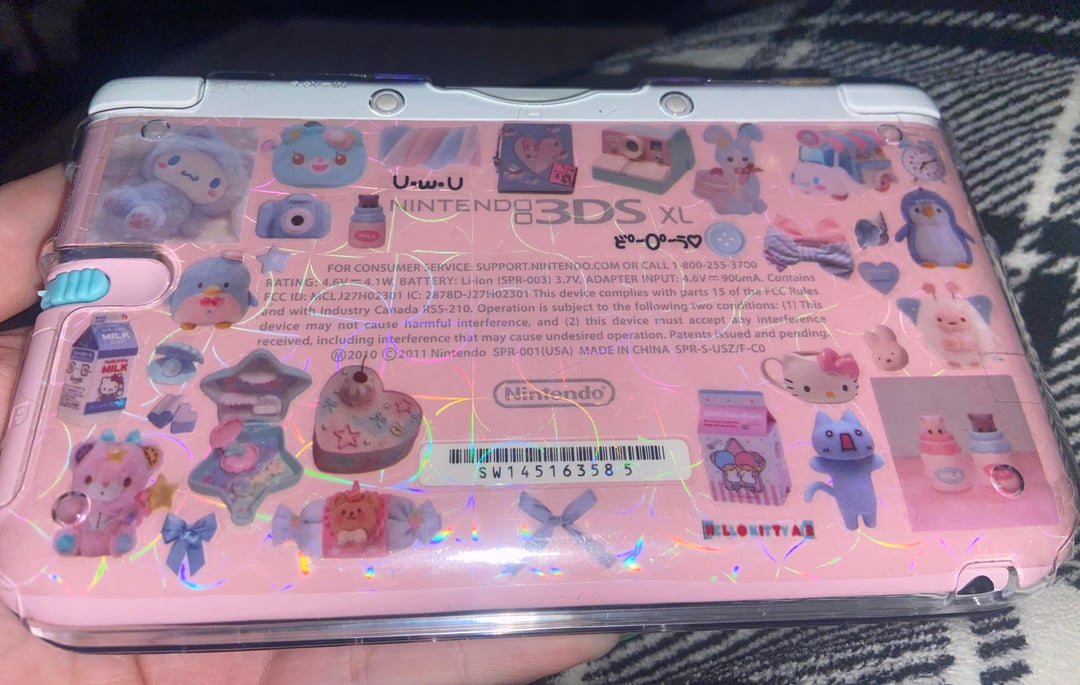 U•w•U
NINTENDO 3DS XL
FOR CONSUMER SERVICE: SUPPORT.NINTENDO.COM OR CALL 1-800-255-3700
RATING: 4.6V⎓4.1W, BATTERY: Li-ion (SPR-003) 3.7V, ADAPTER INPUT: 4.6V⎓900mA. Contains
FCC ID: MCLJ27H02301 IC: 2878D-J27H02301 This device complies with parts 15 of the FCC Rules
and with Industry Canada RSS-210. Operation is subject to the following two conditions: (1) This
device may not cause harmful interference, and (2) this device must accept any interference
received, including interference that may cause undesired operation. Patents issued and pending.
Ⓜ2010 ©2011 Nintendo SPR-001(USA) MADE IN CHINA SPR-S-USZ/F-C0
Nintendo
SW145163585
MILK
MILK
MILK
HELLOKITTY